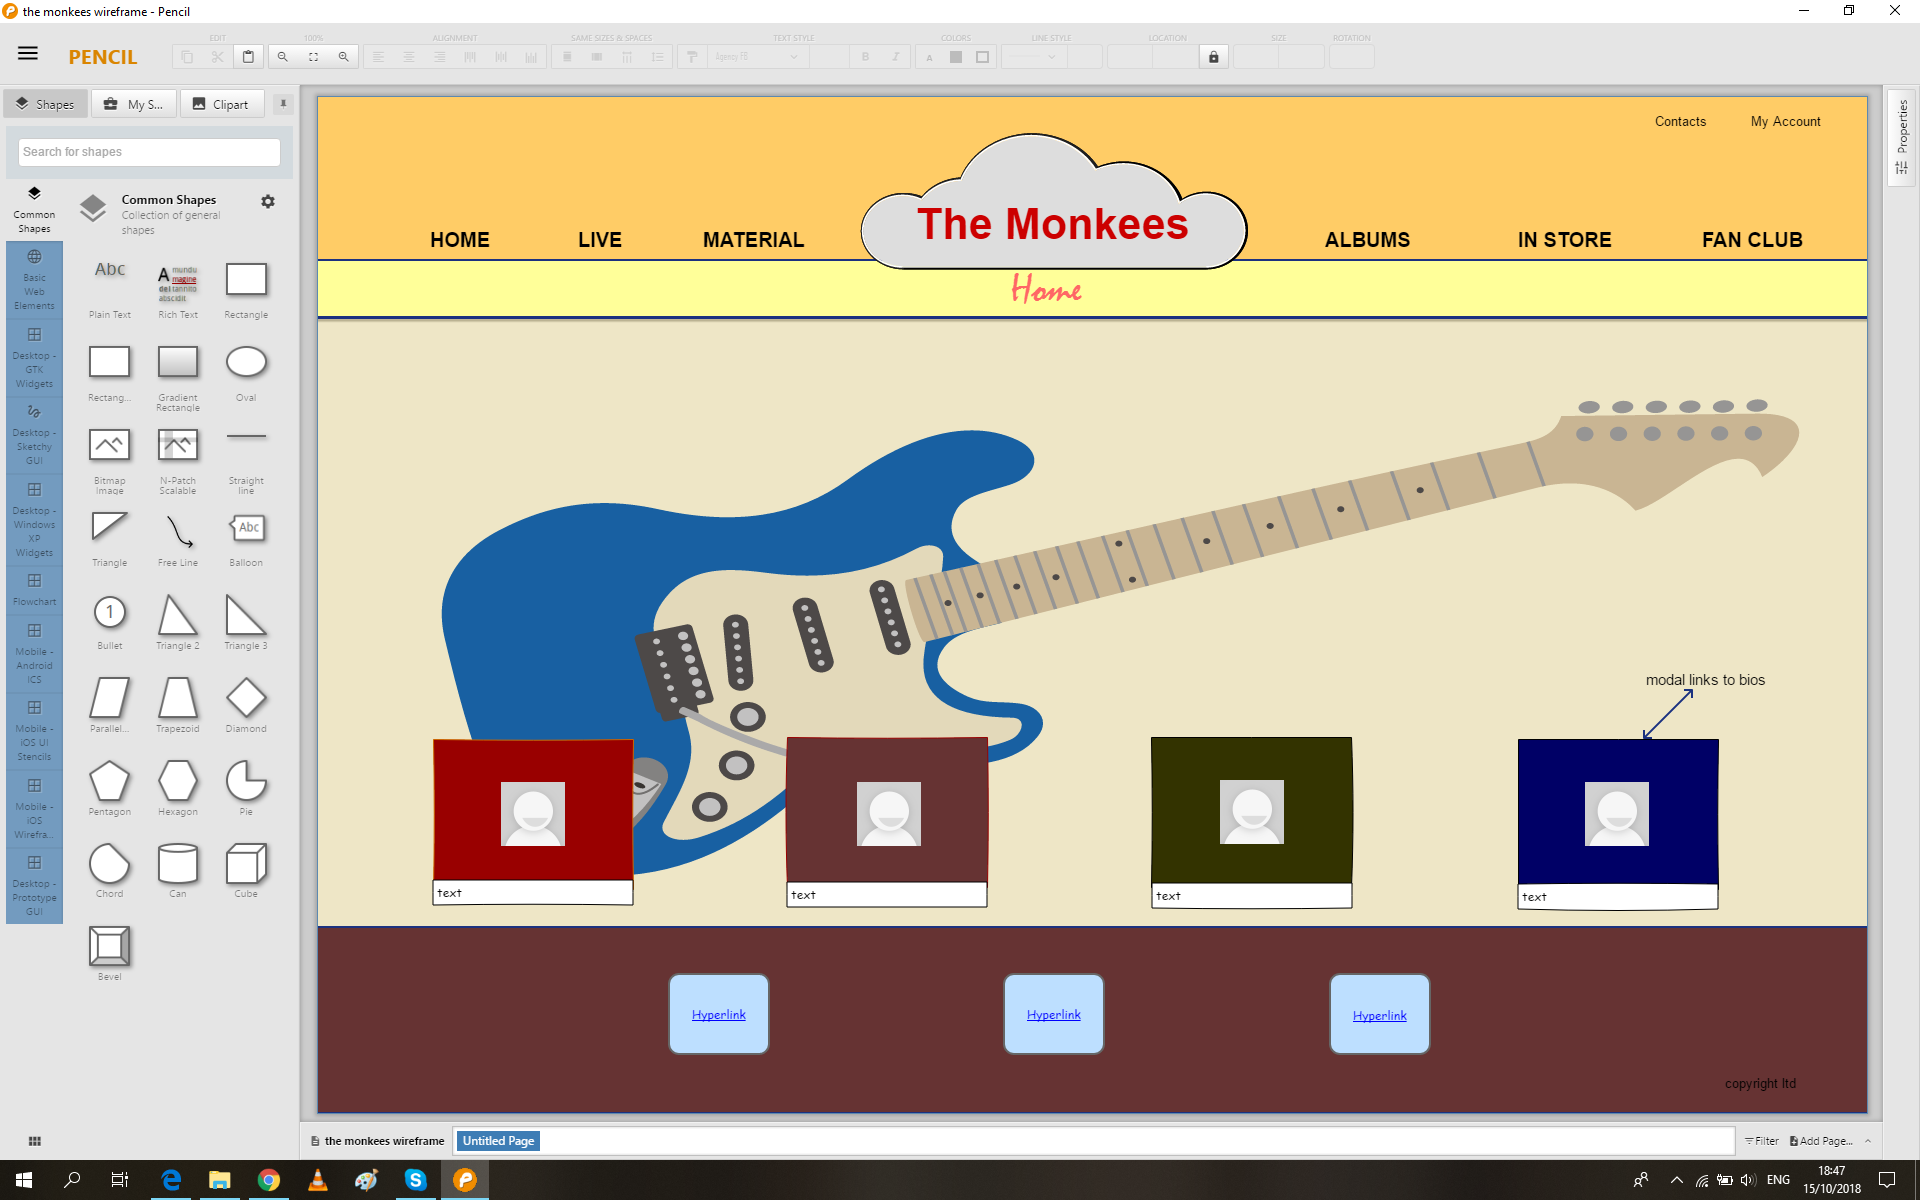 the monkees wireframe - Pencil
PENCIL
EDIT
100%
ALIGNMENT
SAME SIZES & SPACES
TEXT STYLE
COLORS
LINE STYLE
LOCATION
SIZE
ROTATION
Agency FB
B
I
A
Shapes
My S...
Clipart
Search for shapes
Common Shapes
Collection of general shapes
Common
Shapes
Basic
Web
Elements
Desktop -
GTK
Widgets
Desktop -
Sketchy
GUI
Desktop -
Windows
XP
Widgets
Flowchart
Mobile -
Android
ICS
Mobile -
iOS UI
Stencils
Mobile -
iOS
Wirefra...
Desktop -
Prototype
GUI
Abc
A mundu
magine
del tannito
abscidit
Plain Text
Rich Text
Rectangle
Rectang...
Gradient
Rectangle
Oval
Bitmap
Image
N-Patch
Scalable
Straight
line
Abc
Triangle
Free Line
Balloon
1
Bullet
Triangle 2
Triangle 3
Parallel...
Trapezoid
Diamond
Pentagon
Hexagon
Pie
Chord
Can
Cube
Bevel
Contacts
My Account
HOME
LIVE
MATERIAL
The Monkees
ALBUMS
IN STORE
FAN CLUB
Home
modal links to bios
text
text
text
text
Hyperlink
Hyperlink
Hyperlink
copyright ltd
Properties
the monkees wireframe
Untitled Page
Filter
Add Page...
ENG
18:47
15/10/2018